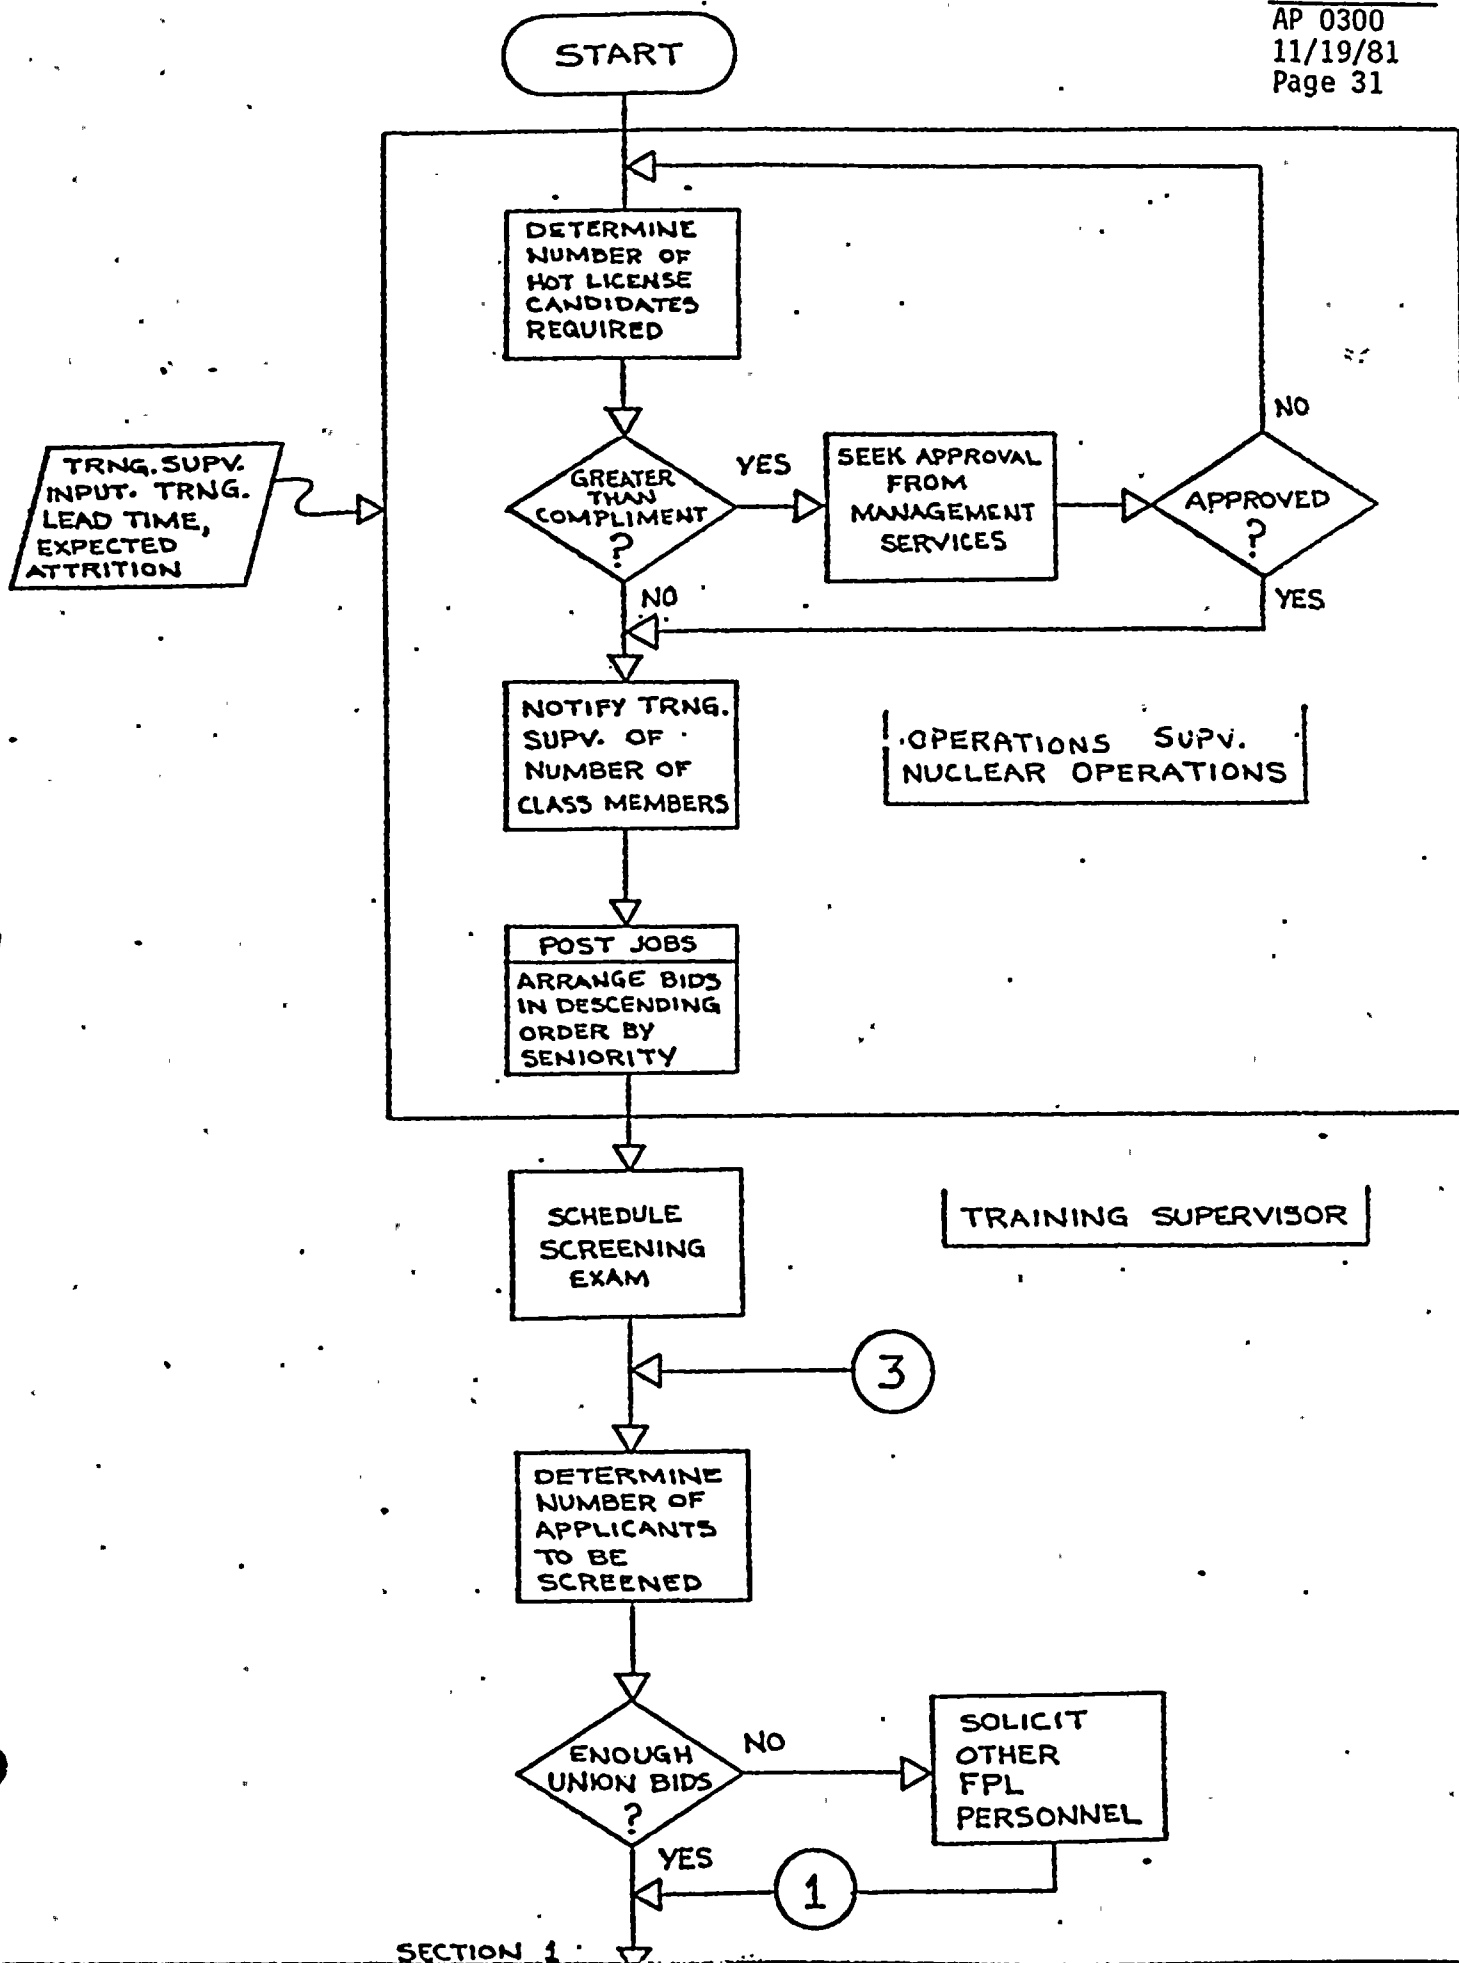 AP 0300
11/19/81
Page 31
START
DETERMINE
NUMBER OF
HOT LICENSE
CANDIDATES
REQUIRED
NO
TRNG. SUPV.
INPUT. TRNG.
LEAD TIME,
EXPECTED
ATTRITION
GREATER
THAN
COMPLIMENT
?
YES
SEEK APPROVAL
FROM
MANAGEMENT
SERVICES
APPROVED
?
NO
YES
NOTIFY TRNG.
SUPV. OF
NUMBER OF
CLASS MEMBERS
OPERATIONS SUPV.
NUCLEAR OPERATIONS
POST JOBS
ARRANGE BIDS
IN DESCENDING
ORDER BY
SENIORITY
SCHEDULE
SCREENING
EXAM
TRAINING SUPERVISOR
3
DETERMINE
NUMBER OF
APPLICANTS
TO BE
SCREENED
ENOUGH
UNION BIDS
?
NO
SOLICIT
OTHER
FPL
PERSONNEL
YES
1
SECTION 1